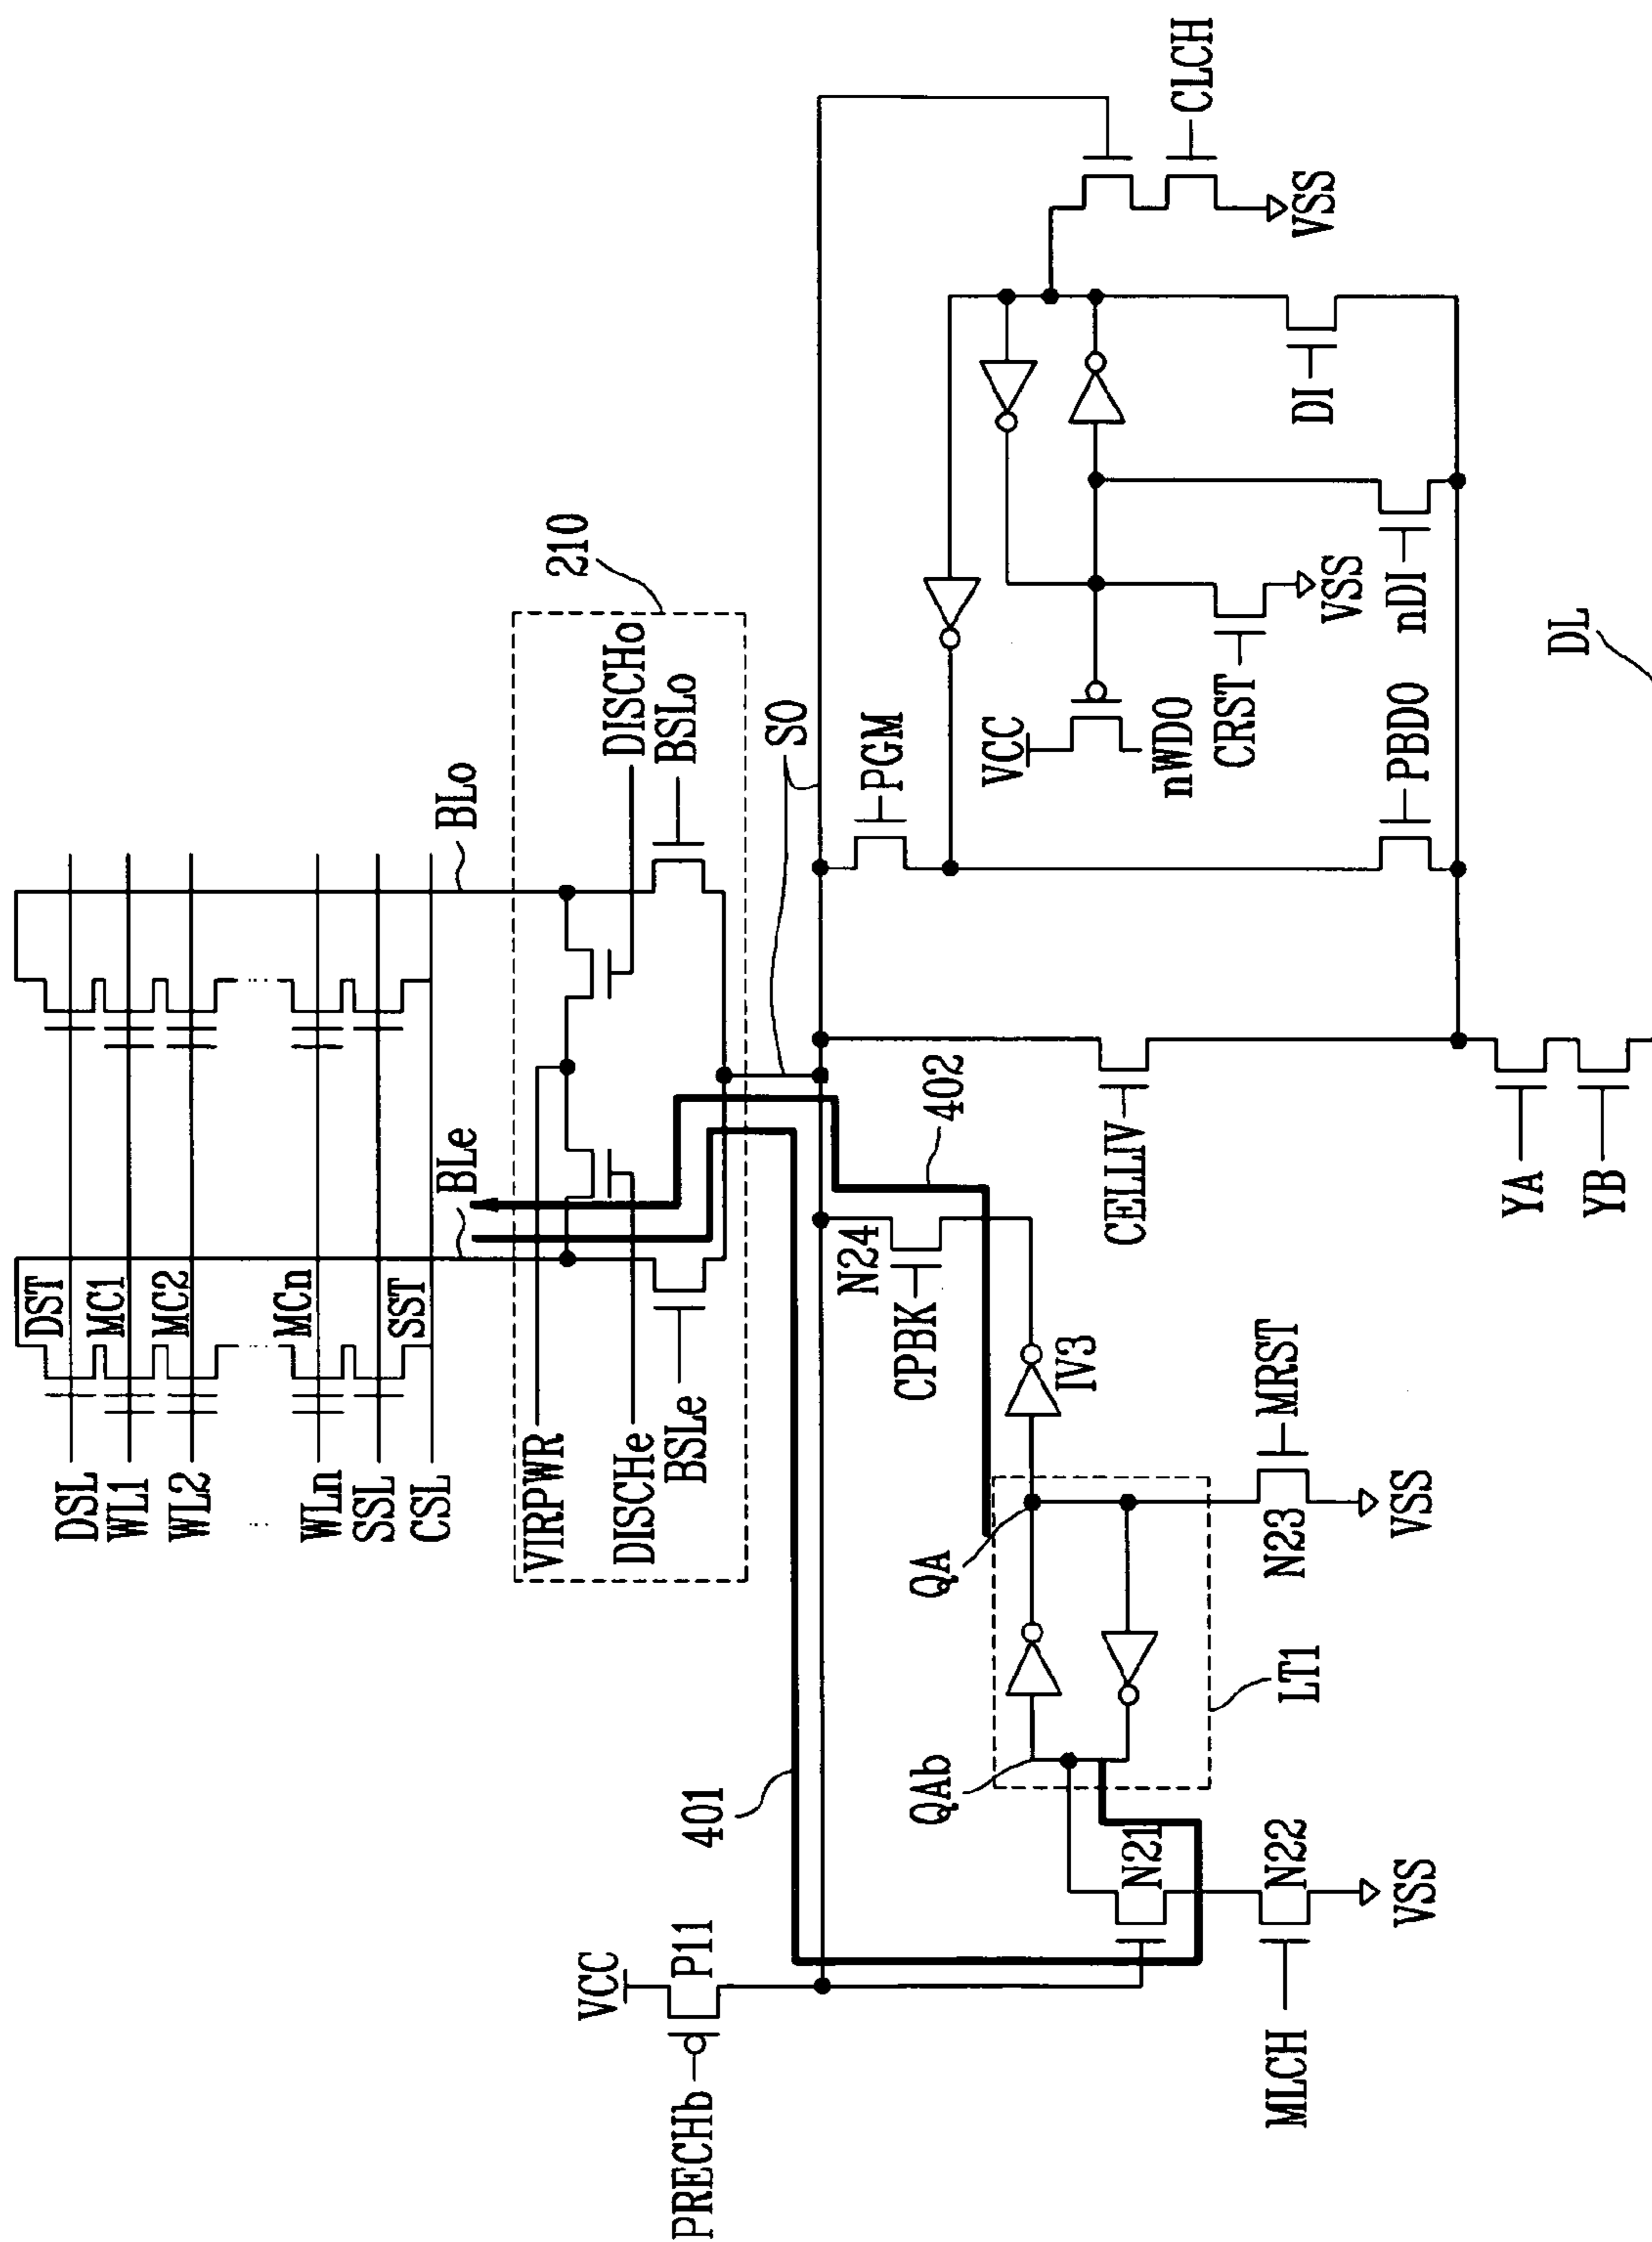 DSL
WL1
WL2
WLn
SSL
CSL
DST
MC1
MC2
MCn
SST
BLe
BLo
210
VIRPWR
DISCHe
BSLe
DISCHo
BSLo
SO
VCC
P11
PRECHb
401
402
N24
CPBK
IV3
QA
QAb
LT1
N21
N22
MLCH
VSS
N23
MRST
VSS
CELLIV
YA
YB
PGM
VCC
nWDO
CRST
VSS
PBDO
nDI
DI
CLCH
VSS
DL